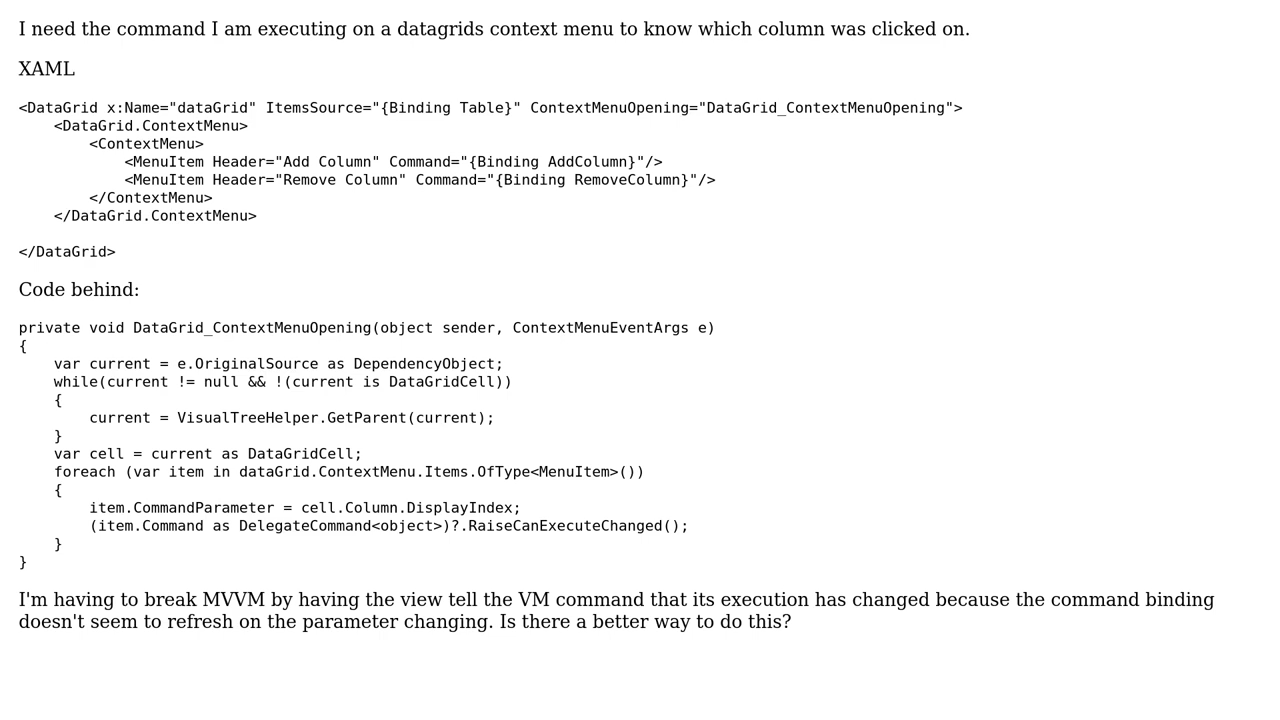 I need the command I am executing on a datagrids context menu to know which column was clicked on.
XAML
<DataGrid x:Name="dataGrid" ItemsSource="{Binding Table}" ContextMenuOpening="DataGrid_ContextMenuOpening">
    <DataGrid.ContextMenu>
        <ContextMenu>
            <MenuItem Header="Add Column" Command="{Binding AddColumn}"/>
            <MenuItem Header="Remove Column" Command="{Binding RemoveColumn}"/>
        </ContextMenu>
    </DataGrid.ContextMenu>

</DataGrid>
Code behind:
private void DataGrid_ContextMenuOpening(object sender, ContextMenuEventArgs e)
{
    var current = e.OriginalSource as DependencyObject;
    while(current != null && !(current is DataGridCell))
    {
        current = VisualTreeHelper.GetParent(current);
    }
    var cell = current as DataGridCell;
    foreach (var item in dataGrid.ContextMenu.Items.OfType<MenuItem>())
    {
        item.CommandParameter = cell.Column.DisplayIndex;
        (item.Command as DelegateCommand<object>)?.RaiseCanExecuteChanged();
    }
}
I'm having to break MVVM by having the view tell the VM command that its execution has changed because the command binding
doesn't seem to refresh on the parameter changing. Is there a better way to do this?